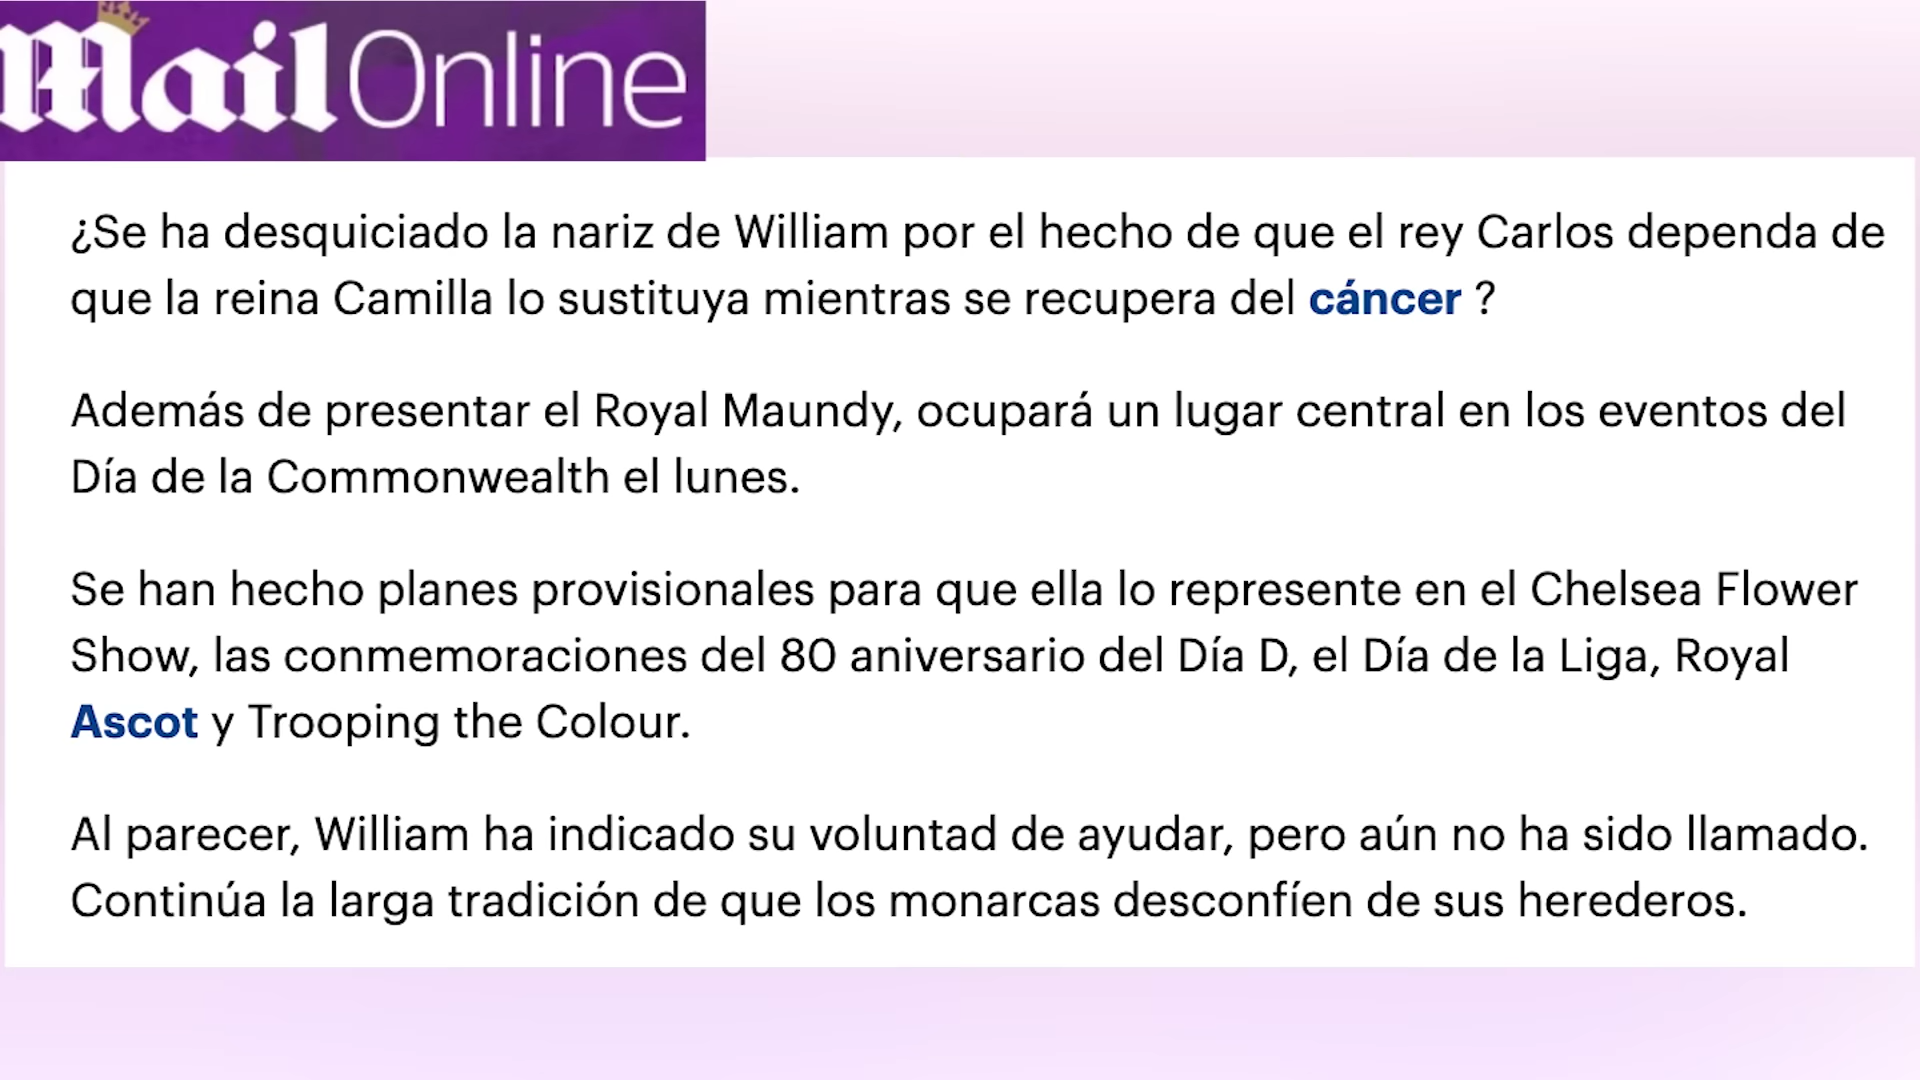 Mail Online
¿Se ha desquiciado la nariz de William por el hecho de que el rey Carlos dependa de
que la reina Camilla lo sustituya mientras se recupera del cáncer ?
Además de presentar el Royal Maundy, ocupará un lugar central en los eventos del
Día de la Commonwealth el lunes.
Se han hecho planes provisionales para que ella lo represente en el Chelsea Flower
Show, las conmemoraciones del 80 aniversario del Día D, el Día de la Liga, Royal
Ascot y Trooping the Colour.
Al parecer, William ha indicado su voluntad de ayudar, pero aún no ha sido llamado.
Continúa la larga tradición de que los monarcas desconfíen de sus herederos.